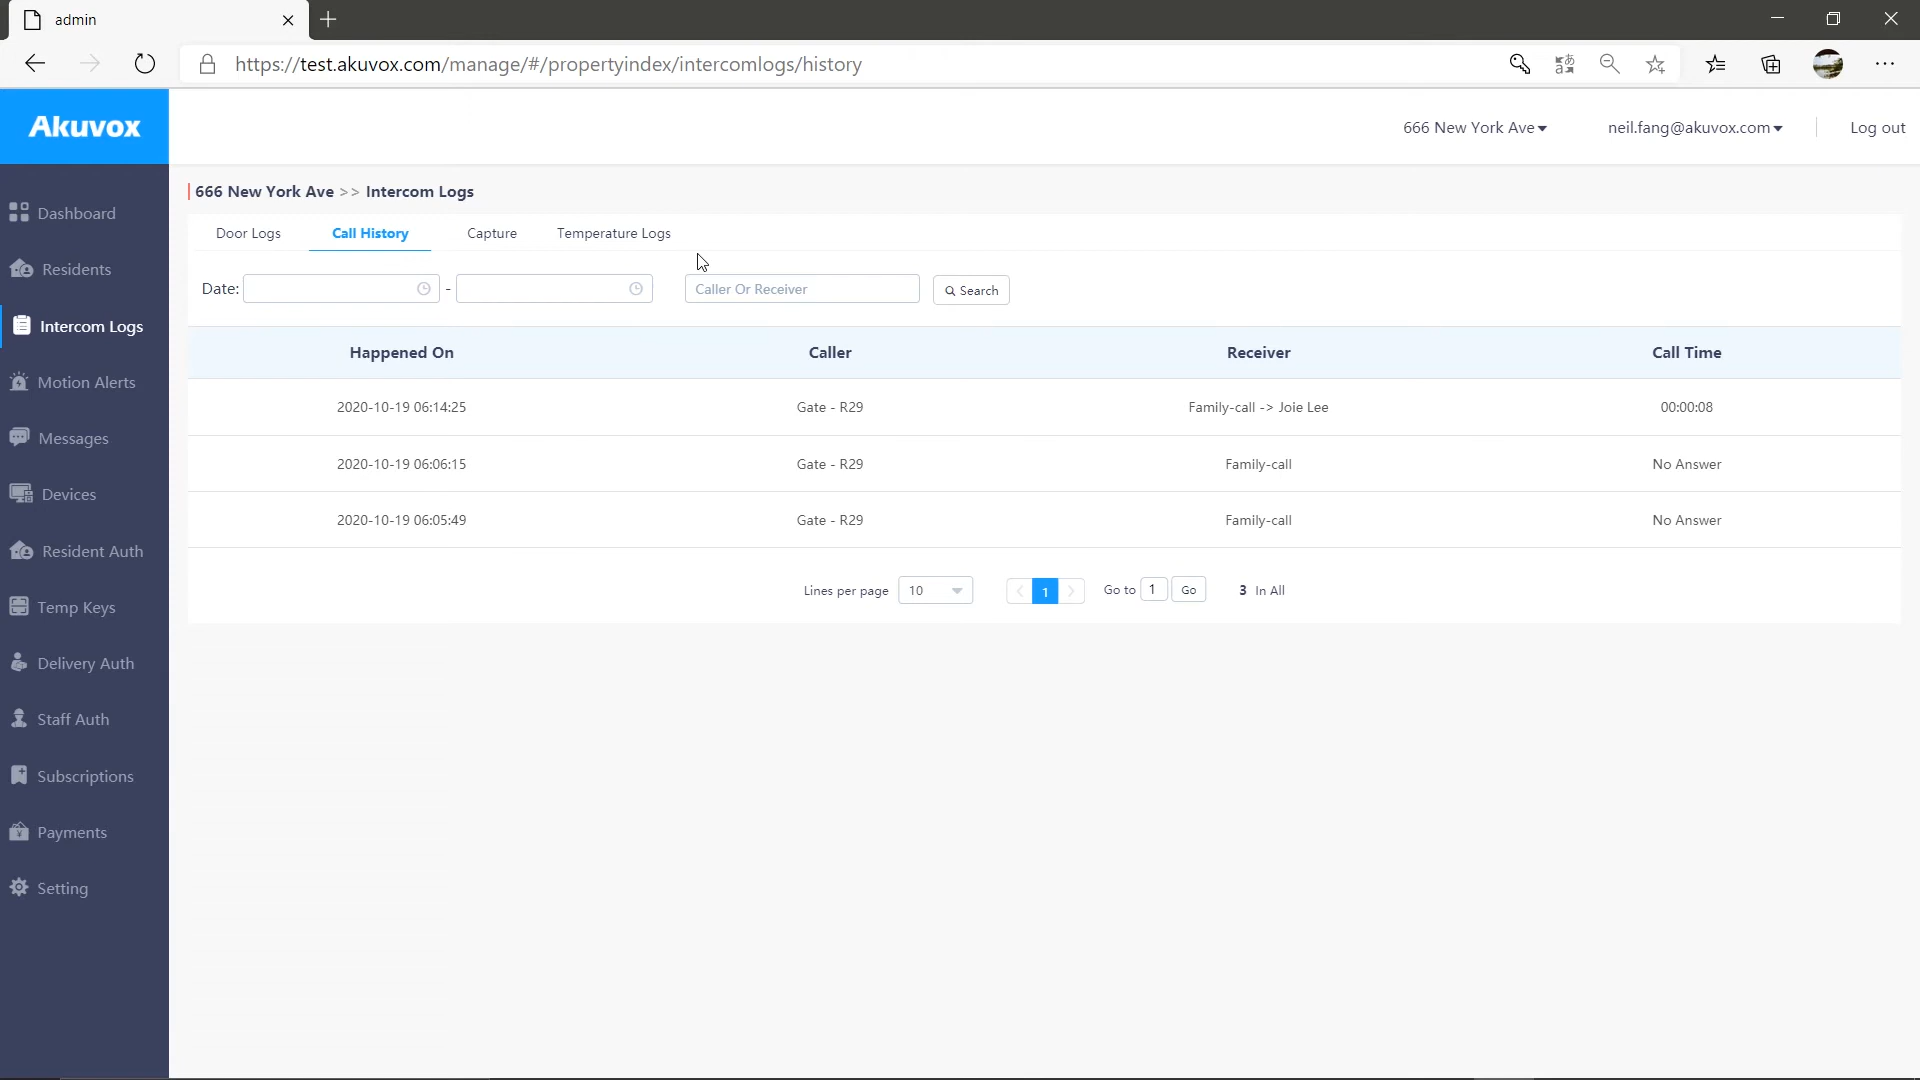 admin
https://test.akuvox.com/manage/#/propertyindex/intercomlogs/history
Akuvox
666 New York Ave
neil.fang@akuvox.com
Log out
666 New York Ave >> Intercom Logs
Dashboard
Residents
Intercom Logs
Motion Alerts
Messages
Devices
Resident Auth
Temp Keys
Delivery Auth
Staff Auth
Subscriptions
Payments
Setting
Door Logs Call History Capture Temperature Logs
Date: - Caller Or Receiver Search
Happened On Caller Receiver Call Time
2020-10-19 06:14:25 Gate - R29 Family-call -> Joie Lee 00:00:08
2020-10-19 06:06:15 Gate - R29 Family-call No Answer
2020-10-19 06:05:49 Gate - R29 Family-call No Answer
Lines per page 10 < 1 > Go to 1 Go 3 In All